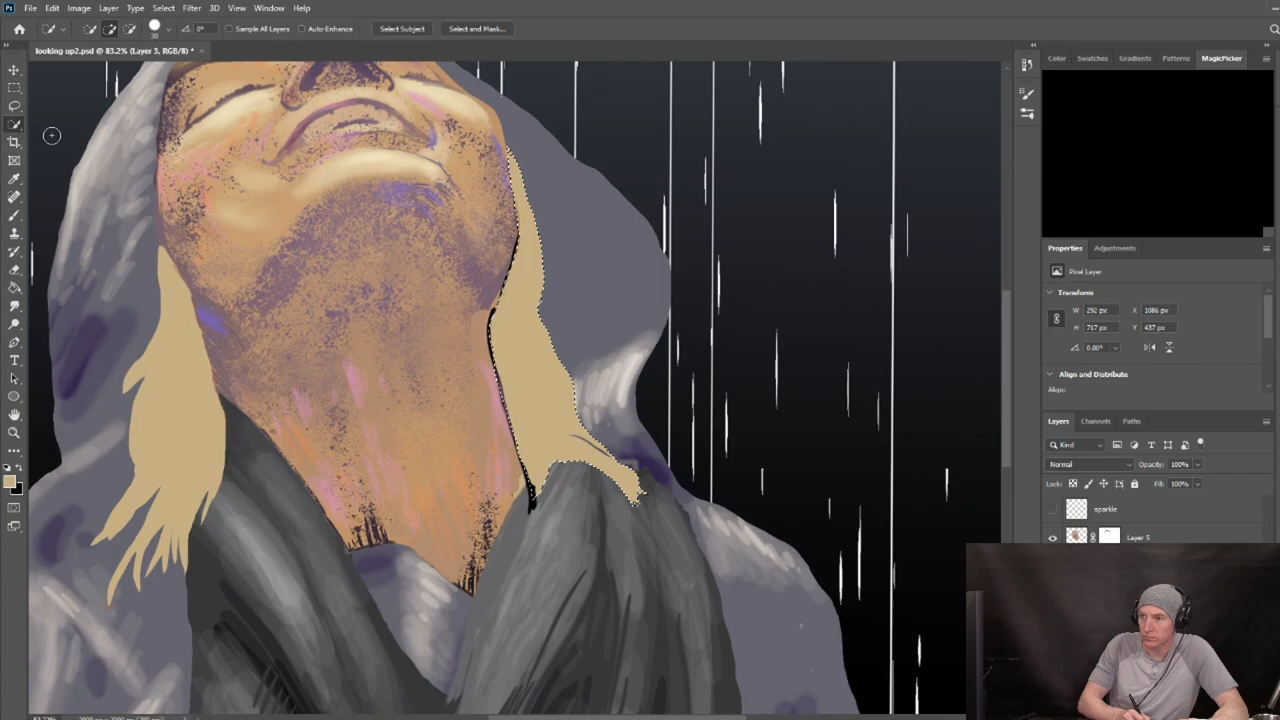 Ps File Edit Image Layer Type Select Filter 3D View Window Help
30 0° Sample All Layers Auto Enhance Select Subject Select and Mask...
looking up2.psd @ 83.2% (Layer 3, RGB/8) * ×
Color Swatches Gradients Patterns MagicPicker
Properties Adjustments
Pixel Layer
Transform
W 292 px X 1086 px
H 717 px Y 437 px
0.00°
Align and Distribute
Align:
Layers Channels Paths
Kind
Normal Opacity: 100%
Lock: Fill: 100%
sparkle
Layer 5